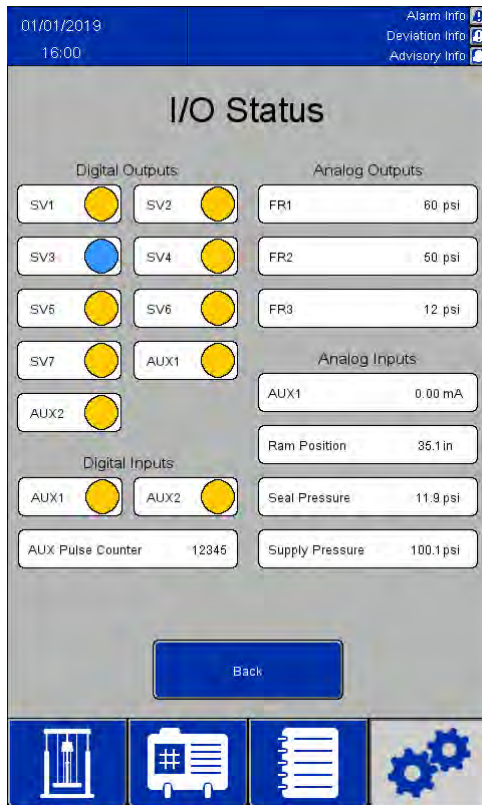 01/01/2019
16:00
Alarm Info
Deviation Info
Advisory Info
I/O Status
Digital Outputs
SV1
SV2
SV3
SV4
SV5
SV6
SV7
AUX1
AUX2
Digital Inputs
AUX1
AUX2
AUX Pulse Counter 12345
Analog Outputs
FR1 60 psi
FR2 50 psi
FR3 12 psi
Analog Inputs
AUX1 0.00 mA
Ram Position 35.1 in
Seal Pressure 11.9 psi
Supply Pressure 100.1 psi
Back
#